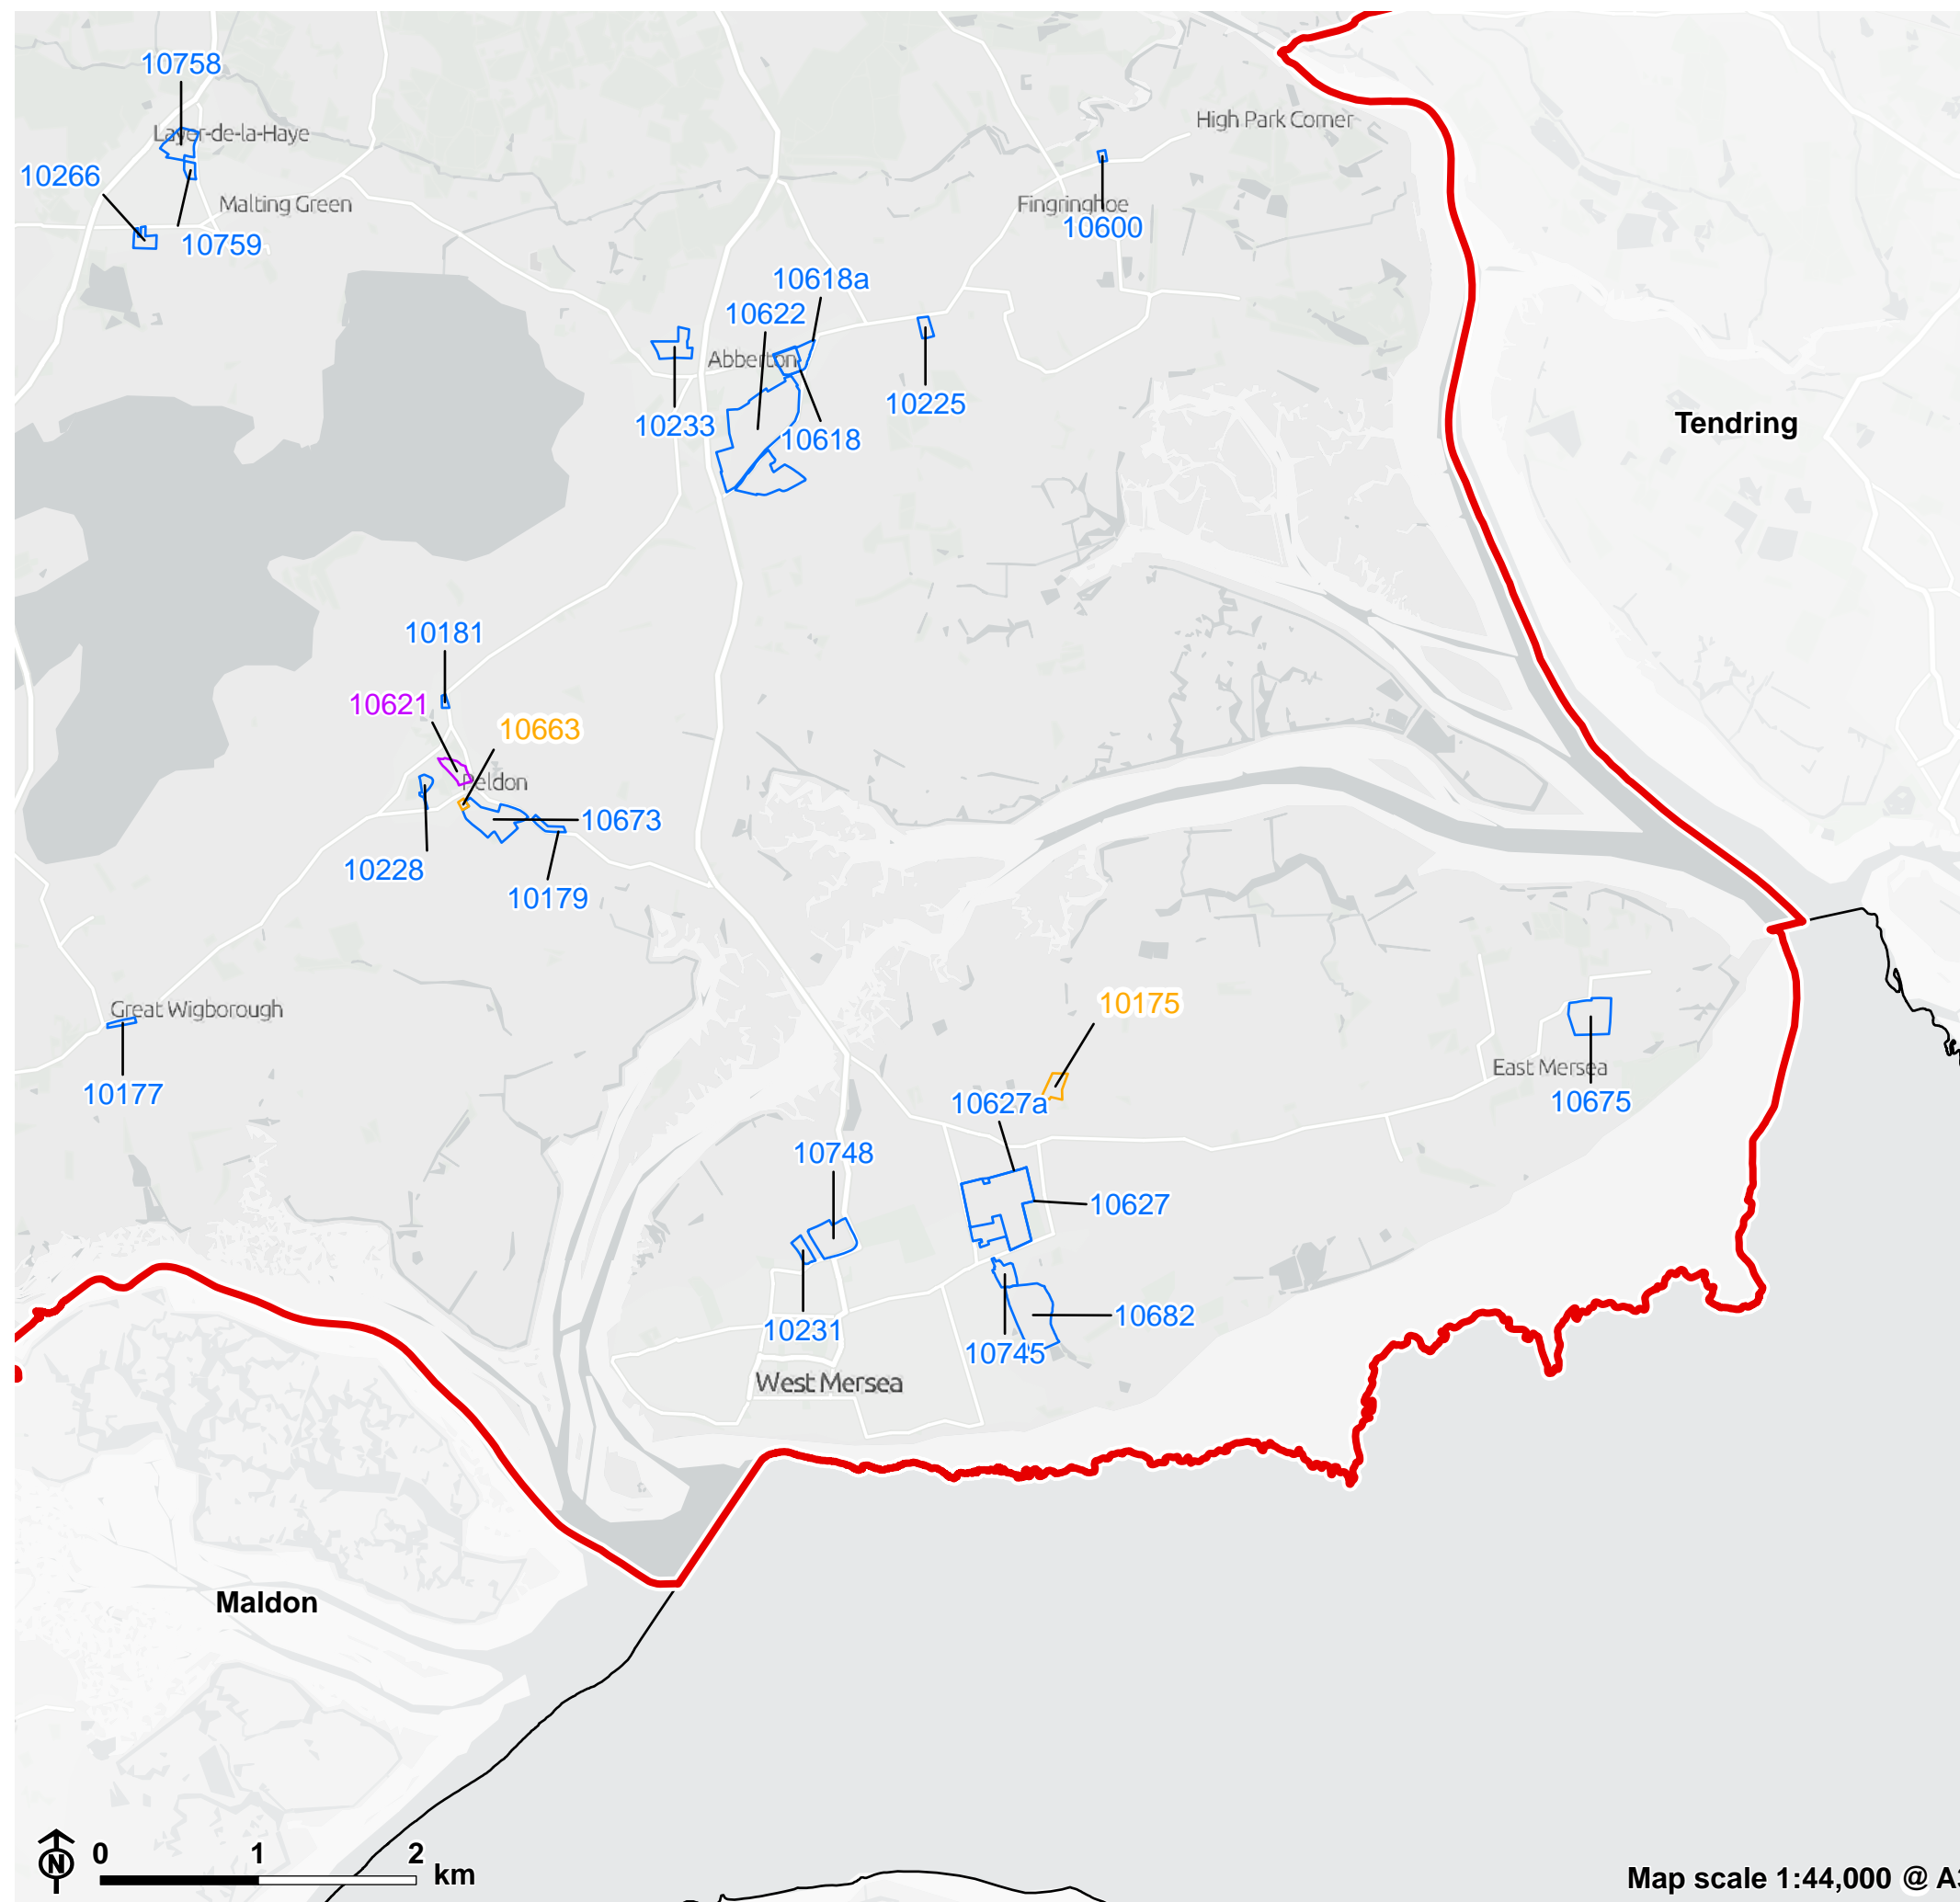 10758
High Park Corner
Layer-de-la-Haye
10266
Malting Green
Fingringhoe
10600
10759
10618a
10622
Abberton
10225
Tendring
10233
10618
10181
10621
10663
Peldon
10673
10228
10179
10175
Great Wigborough
East Mersea
10177
10627a
10675
10748
10627
10682
10231
10745
West Mersea
Maldon
N
0 1 2 km
Map scale 1:44,000 @ A